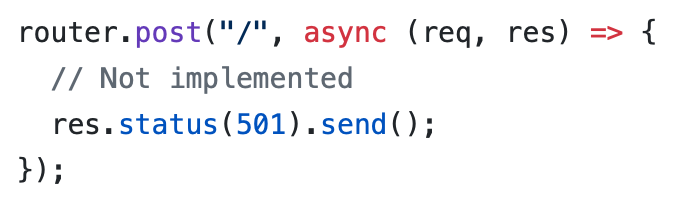 router.post("/", async (req, res) => {
  // Not implemented
  res.status(501).send();
});